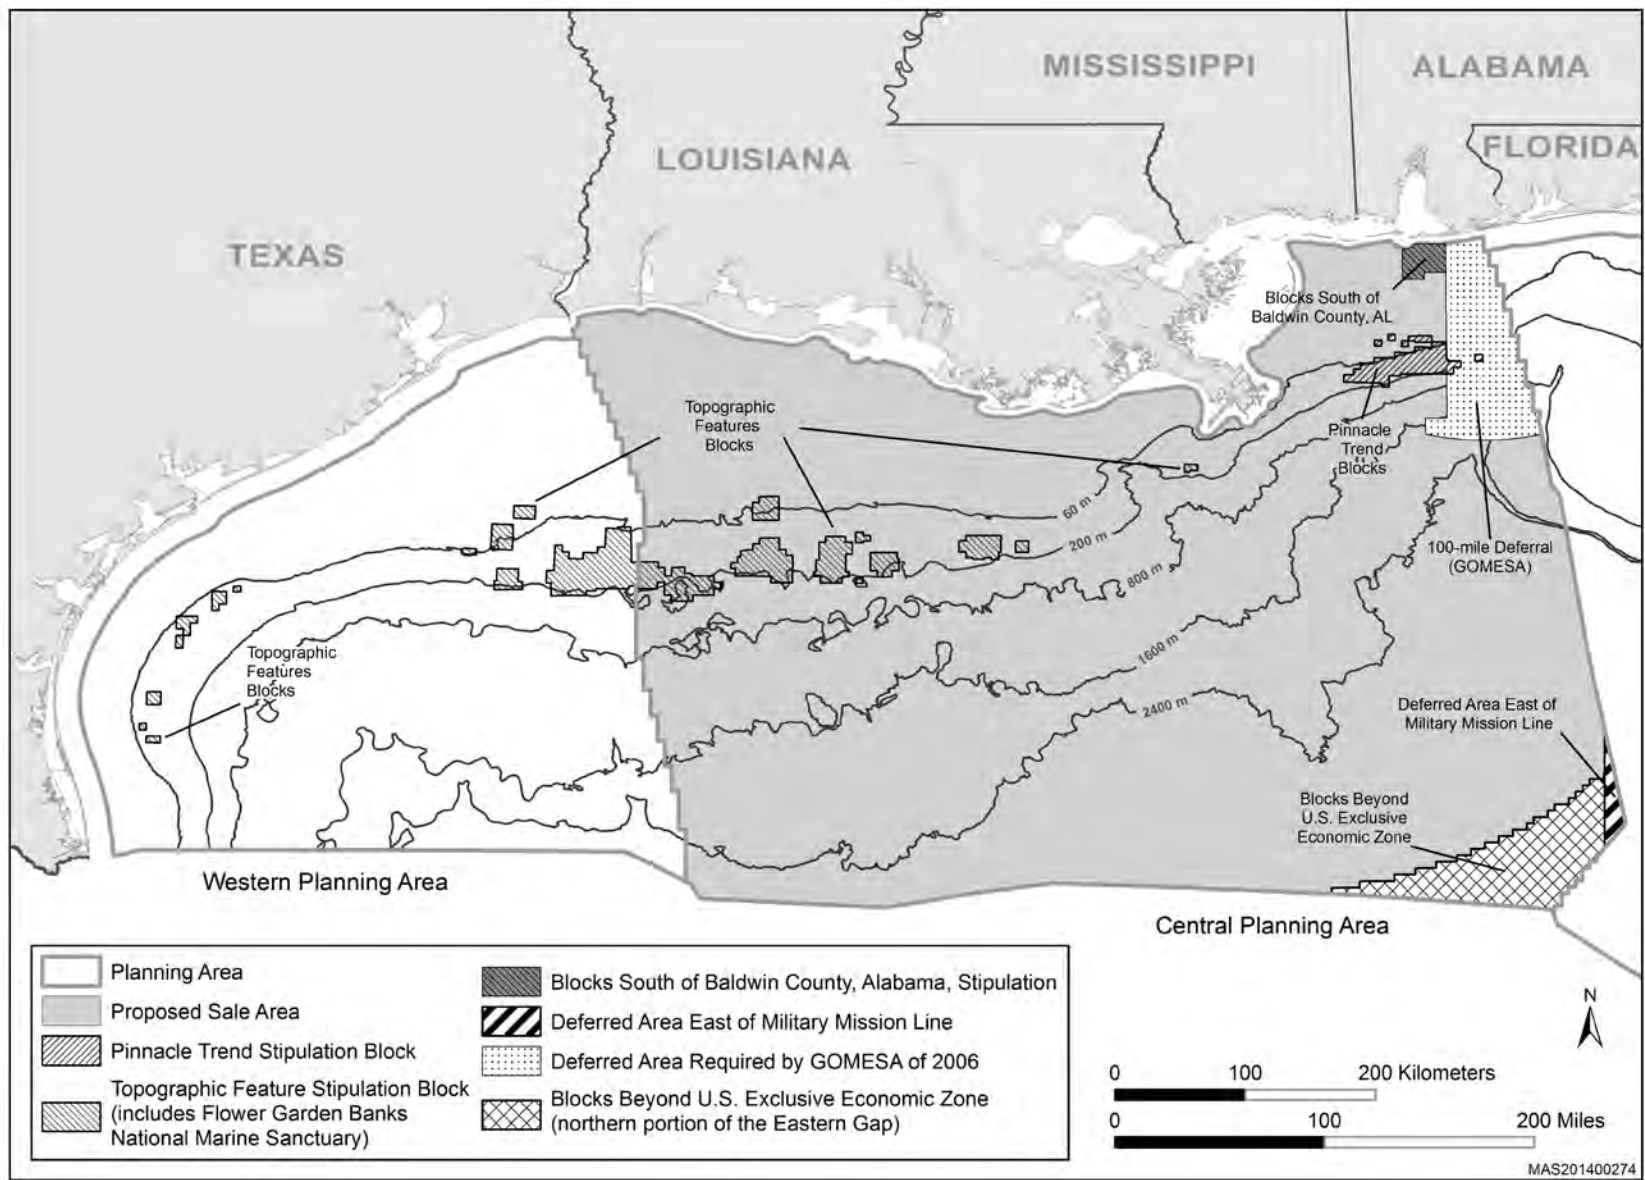 MISSISSIPPI
ALABAMA
LOUISIANA
FLORIDA
TEXAS
Blocks South of
Baldwin County, AL
Topographic
Features
Blocks
Pinnacle
Trend
Blocks
60 m
200 m
800 m
1600 m
2400 m
100-mile Deferral
(GOMESA)
Topographic
Features
Blocks
Deferred Area East of
Military Mission Line
Blocks Beyond
U.S. Exclusive
Economic Zone
Western Planning Area
Central Planning Area
Planning Area
Proposed Sale Area
Pinnacle Trend Stipulation Block
Topographic Feature Stipulation Block
(includes Flower Garden Banks
National Marine Sanctuary)
Blocks South of Baldwin County, Alabama, Stipulation
Deferred Area East of Military Mission Line
Deferred Area Required by GOMESA of 2006
Blocks Beyond U.S. Exclusive Economic Zone
(northern portion of the Eastern Gap)
N
0 100 200 Kilometers
0 100 200 Miles
MAS201400274